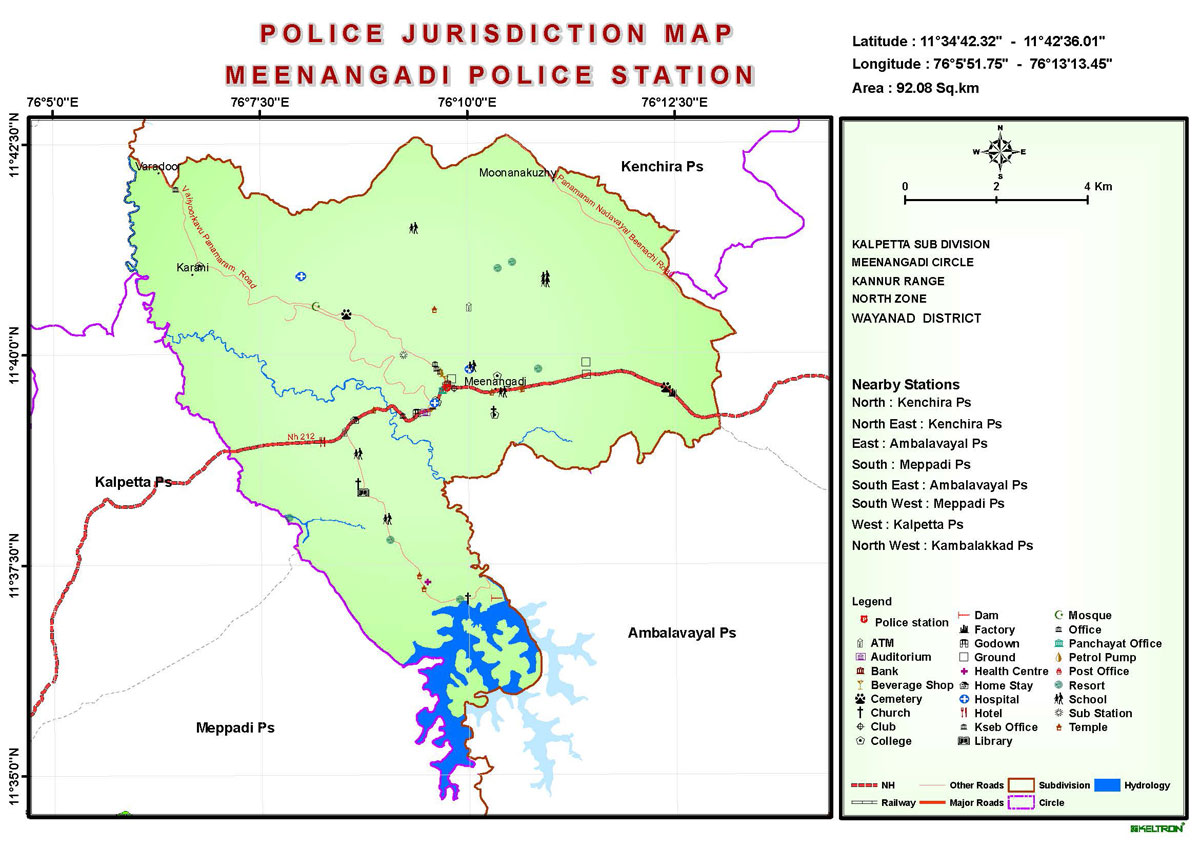 POLICE JURISDICTION MAP
MEENANGADI POLICE STATION
Latitude : 11°34'42.32" - 11°42'36.01"
Longitude : 76°5'51.75" - 76°13'13.45"
Area : 92.08 Sq.km
76°5'0"E
76°7'30"E
76°10'0"E
76°12'30"E
11°42'30"N
11°40'0"N
11°37'30"N
11°35'0"N
Varadoor
Moonanakuzhy
Kenchira Ps
Valiyoorkavu Panamaram Road
Panamaram Nadavayal Beenachi Road
Karani
Meenangadi
Nh 212
Kalpetta Ps
Ambalavayal Ps
Meppadi Ps
N
W
E
S
0
2
4 Km
KALPETTA SUB DIVISION
MEENANGADI CIRCLE
KANNUR RANGE
NORTH ZONE
WAYANAD DISTRICT
Nearby Stations
North : Kenchira Ps
North East : Kenchira Ps
East : Ambalavayal Ps
South : Meppadi Ps
South East : Ambalavayal Ps
South West : Meppadi Ps
West : Kalpetta Ps
North West : Kambalakkad Ps
Legend
Police station
ATM
Auditorium
Bank
Beverage Shop
Cemetery
Church
Club
College
Dam
Factory
Godown
Ground
Health Centre
Home Stay
Hospital
Hotel
Kseb Office
Library
Mosque
Office
Panchayat Office
Petrol Pump
Post Office
Resort
School
Sub Station
Temple
NH
Other Roads
Subdivision
Hydrology
Railway
Major Roads
Circle
KELTRON